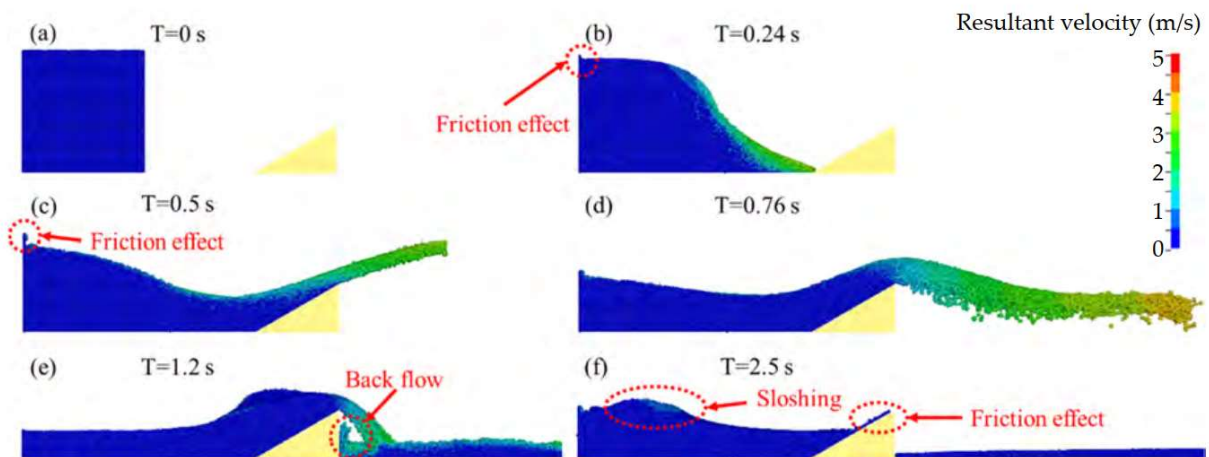 (a) T=0 s
(b) T=0.24 s
Resultant velocity (m/s)
5
4
3
2
1
0
Friction effect
(c) T=0.5 s
Friction effect
(d) T=0.76 s
(e) T=1.2 s
Back flow
(f) T=2.5 s
Sloshing
Friction effect